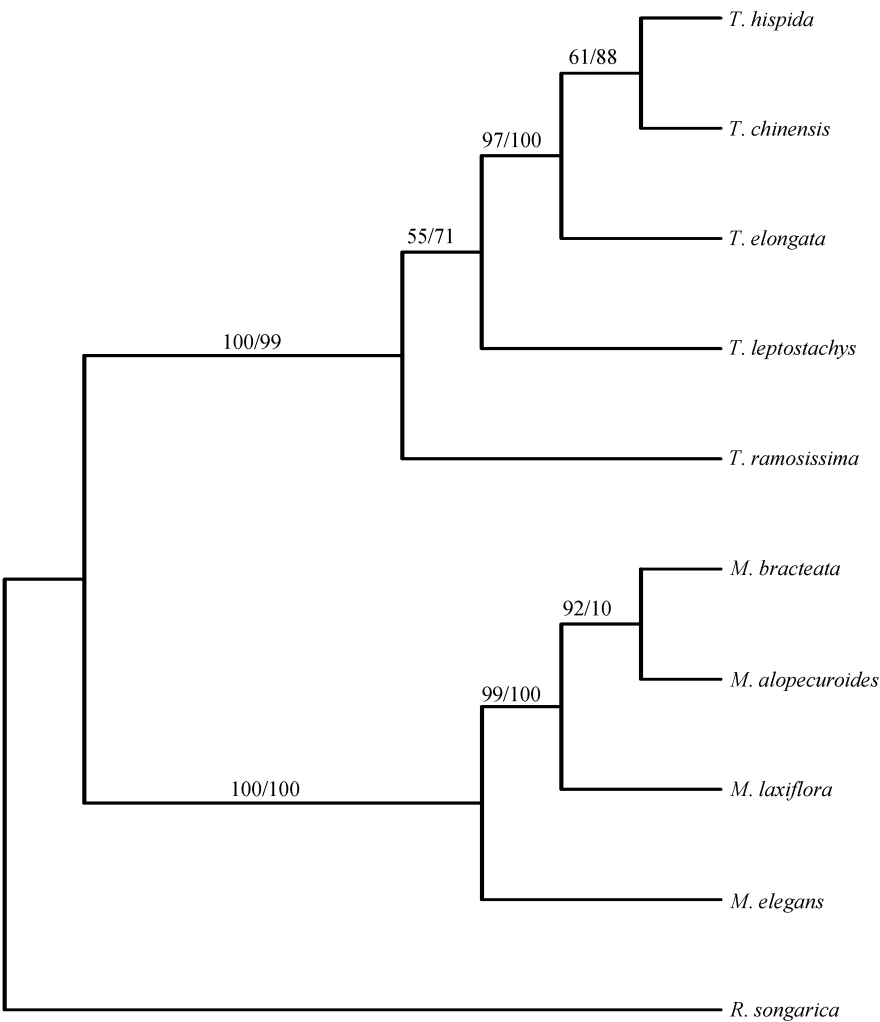 T. hispida
61/88
T. chinensis
97/100
55/71
T. elongata
100/99
T. leptostachys
T. ramosissima
M. bracteata
92/10
M. alopecuroides
99/100
100/100
M. laxiflora
M. elegans
R. songarica